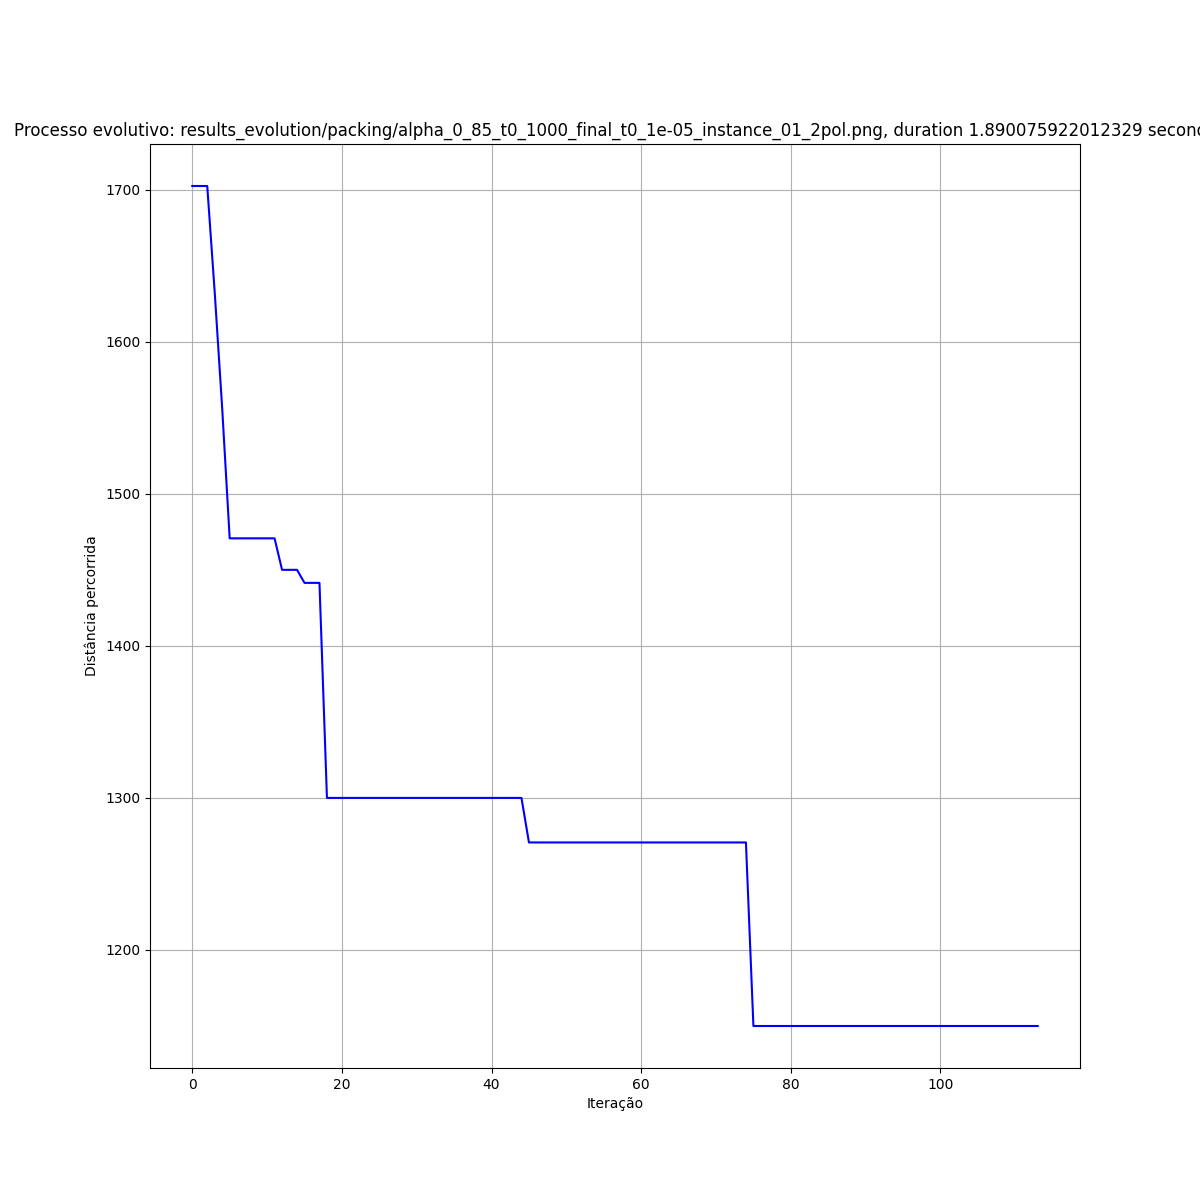 Processo evolutivo: results_evolution/packing/alpha_0_85_t0_1000_final_t0_1e-05_instance_01_2pol.png, duration 1.890075922012329
1700
1600
1500
1400
1300
1200
Distância percorrida
0 20 40 60 80 100
Iteração